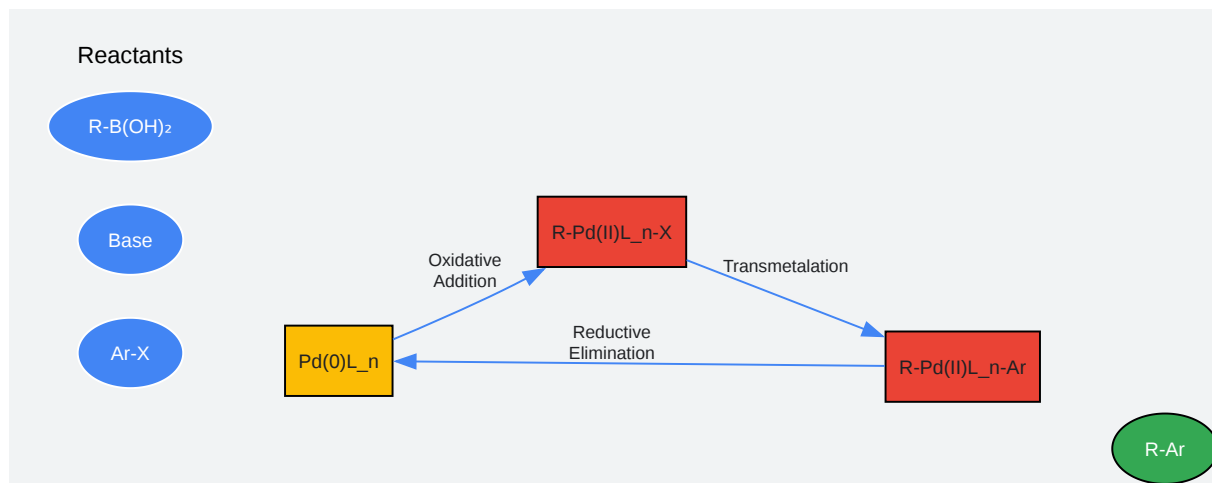 Reactants
R-B(OH)₂
Base
Ar-X
Oxidative
Addition
R-Pd(II)L_n-X
Transmetalation
Pd(0)L_n
Reductive
Elimination
R-Pd(II)L_n-Ar
R-Ar